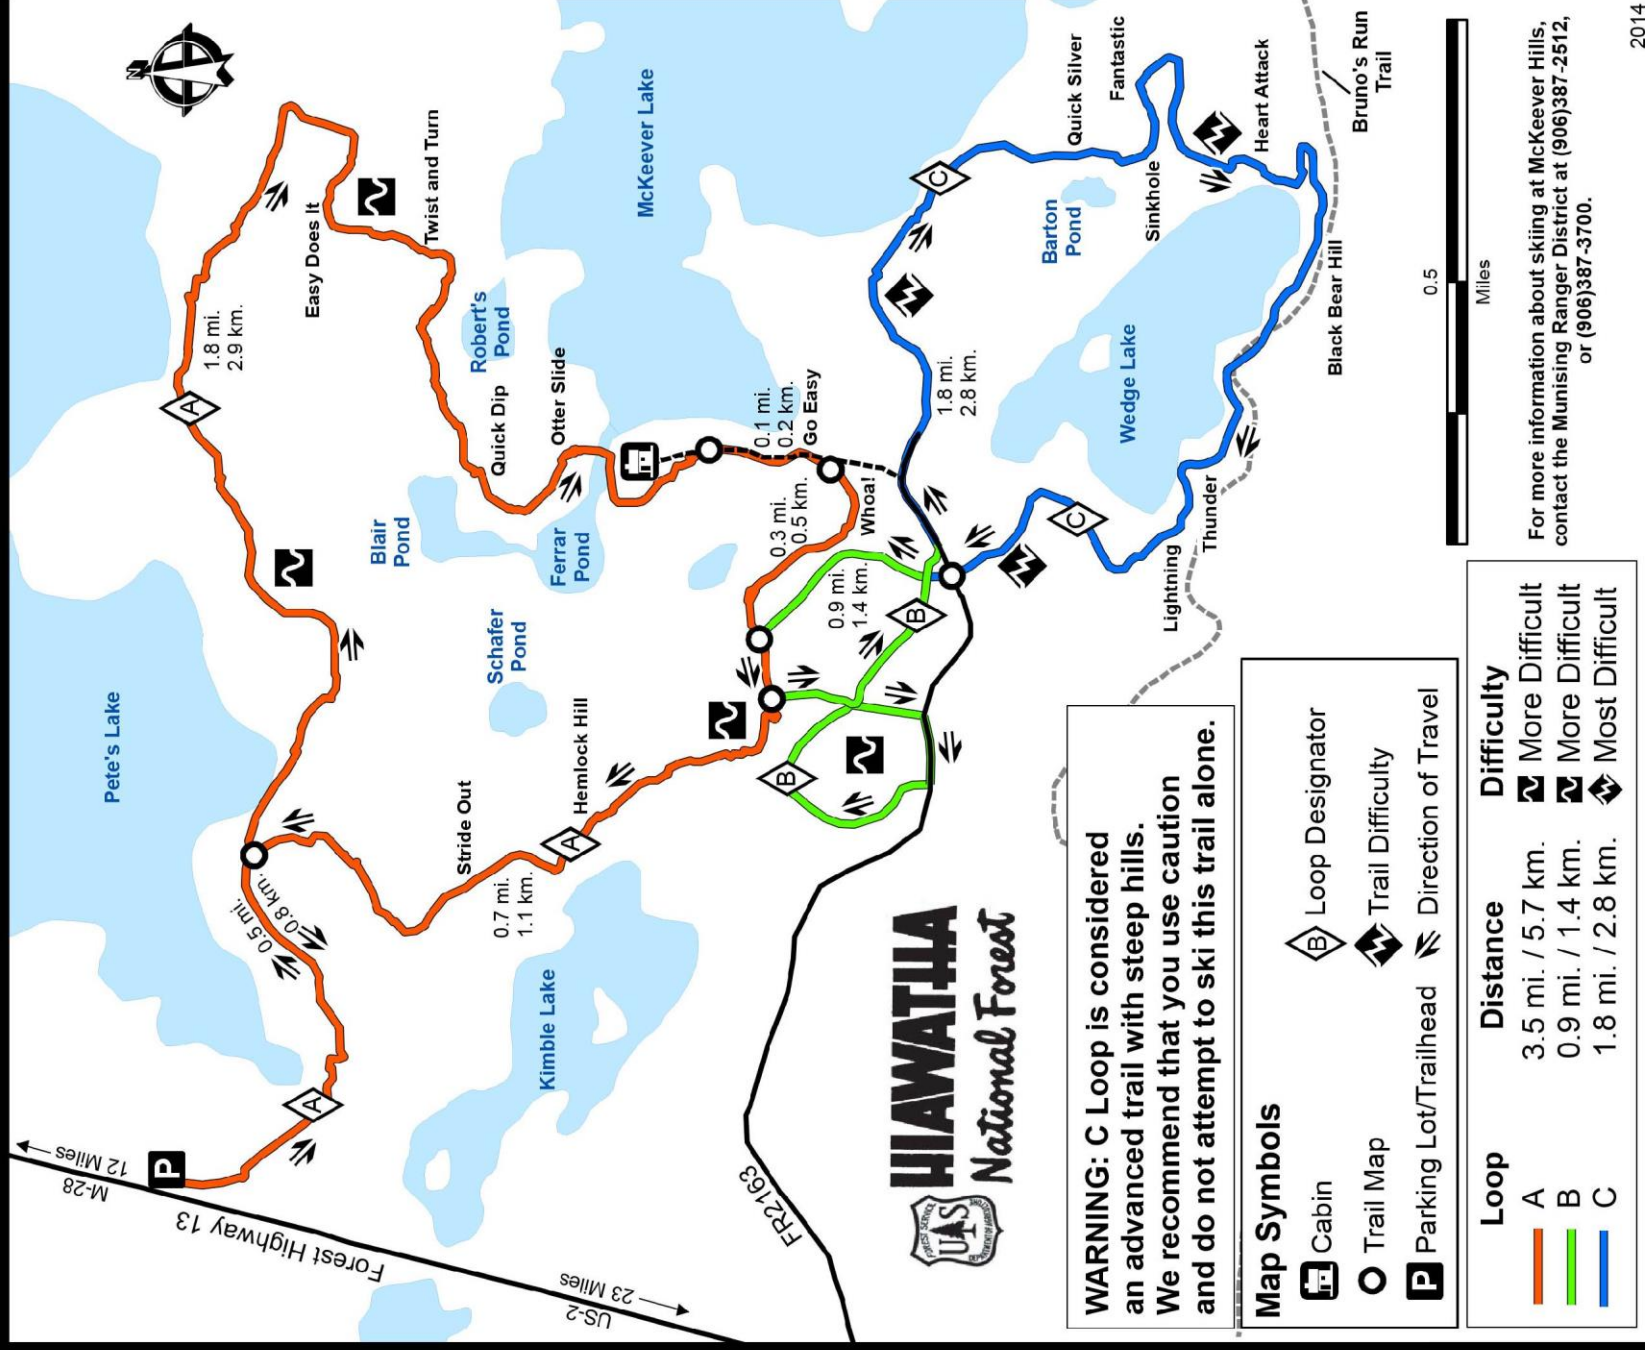 N
Pete's Lake
1.8 mi.
2.9 km.
Easy Does It
Twist and Turn
Robert's
Pond
McKeever Lake
Quick Dip
Otter Slide
Blair
Pond
Ferrar
Pond
Schafer
Pond
0.1 mi.
0.2 km.
Go Easy
0.3 mi.
0.5 km.
Whoa!
0.9 mi.
1.4 km.
Hemlock Hill
Stride Out
0.7 mi.
1.1 km.
0.5 mi.
0.8 km.
Kimble Lake
A
A
A
B
B
C
C
1.8 mi.
2.8 km.
Barton
Pond
Quick Silver
Fantastic
Sinkhole
Heart Attack
Wedge Lake
Black Bear Hill
Bruno's Run
Trail
Thunder
Lightning
P
M-28
12 Miles
Forest Highway 13
US-2
23 Miles
FR2163
HIAWATHA
National Forest
FOREST SERVICE
U S
DEPARTMENT OF AGRICULTURE
WARNING: C Loop is considered
an advanced trail with steep hills.
We recommend that you use caution
and do not attempt to ski this trail alone.
Map Symbols
Cabin
Trail Map
P Parking Lot/Trailhead
B Loop Designator
Trail Difficulty
Direction of Travel
Loop Distance Difficulty
A 3.5 mi. / 5.7 km. More Difficult
B 0.9 mi. / 1.4 km. More Difficult
C 1.8 mi. / 2.8 km. Most Difficult
0.5
Miles
For more information about skiing at McKeever Hills,
contact the Munising Ranger District at (906)387-2512,
or (906)387-3700.
2014